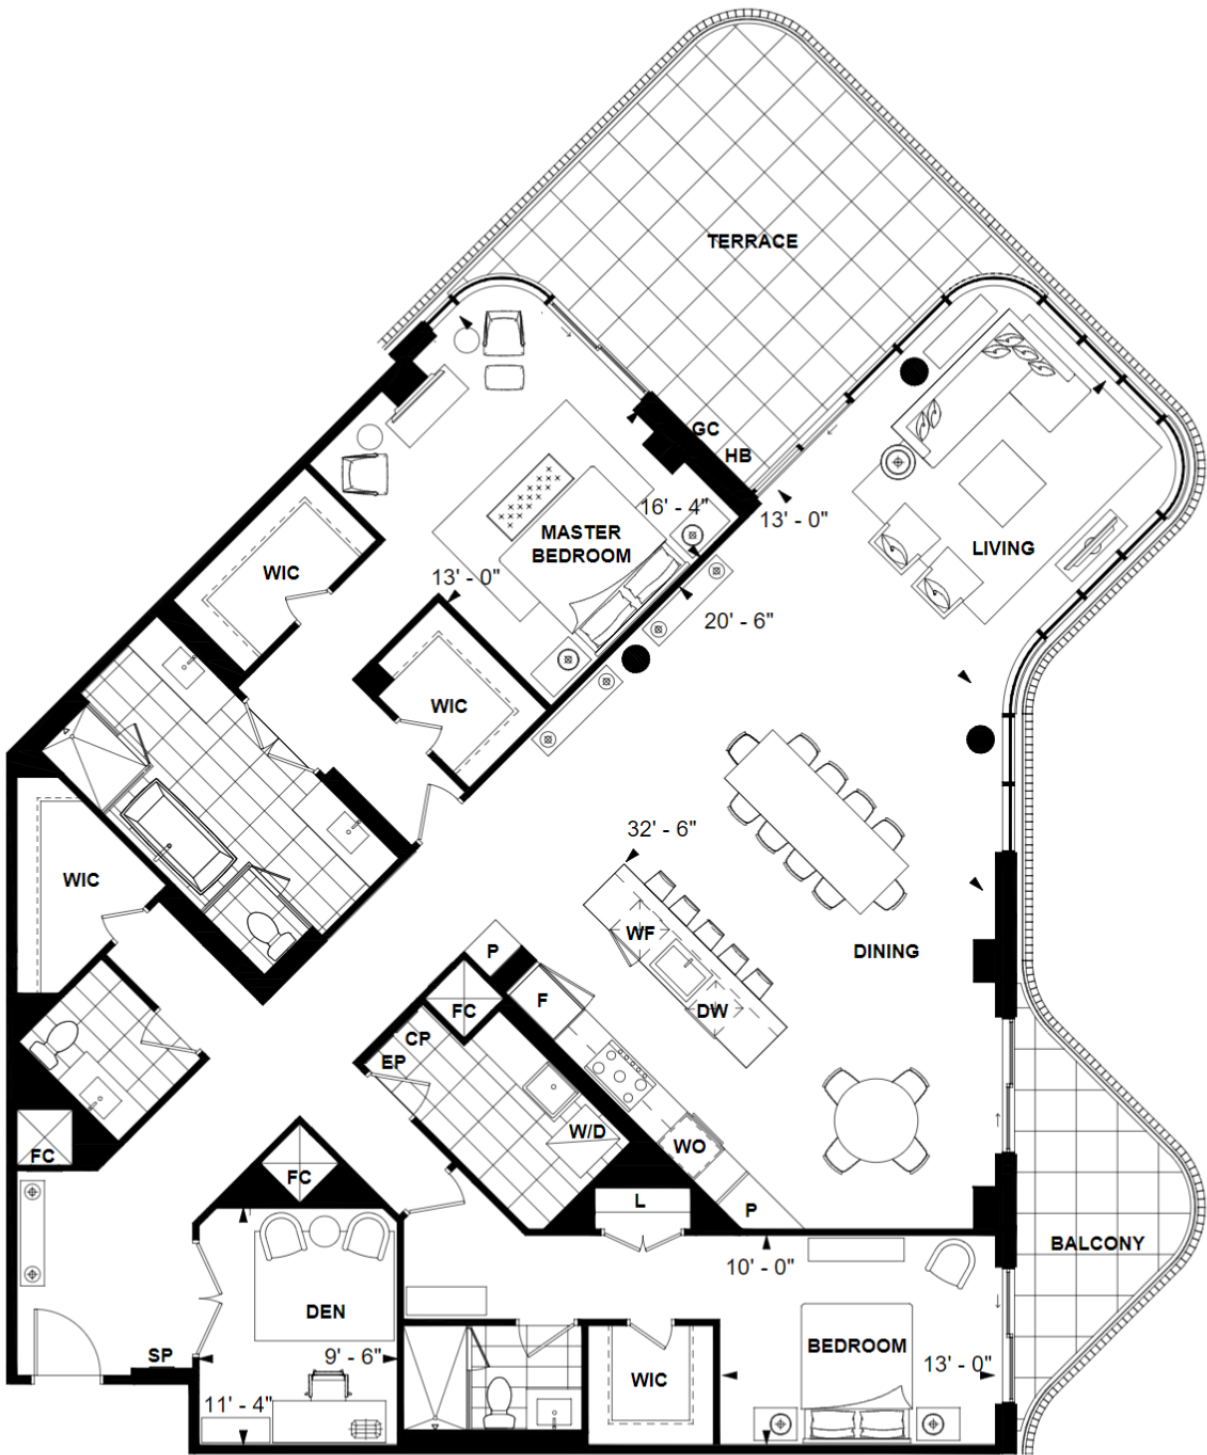 TERRACE
GC
HB
16' - 4"
13' - 0"
MASTER
BEDROOM
LIVING
WIC
13' - 0"
20' - 6"
WIC
32' - 6"
WIC
WF
DINING
P
F
FC
DW
CP
EP
W/D
WO
FC
FC
L
P
BALCONY
10' - 0"
DEN
SP
9' - 6"
BEDROOM
13' - 0"
WIC
11' - 4"